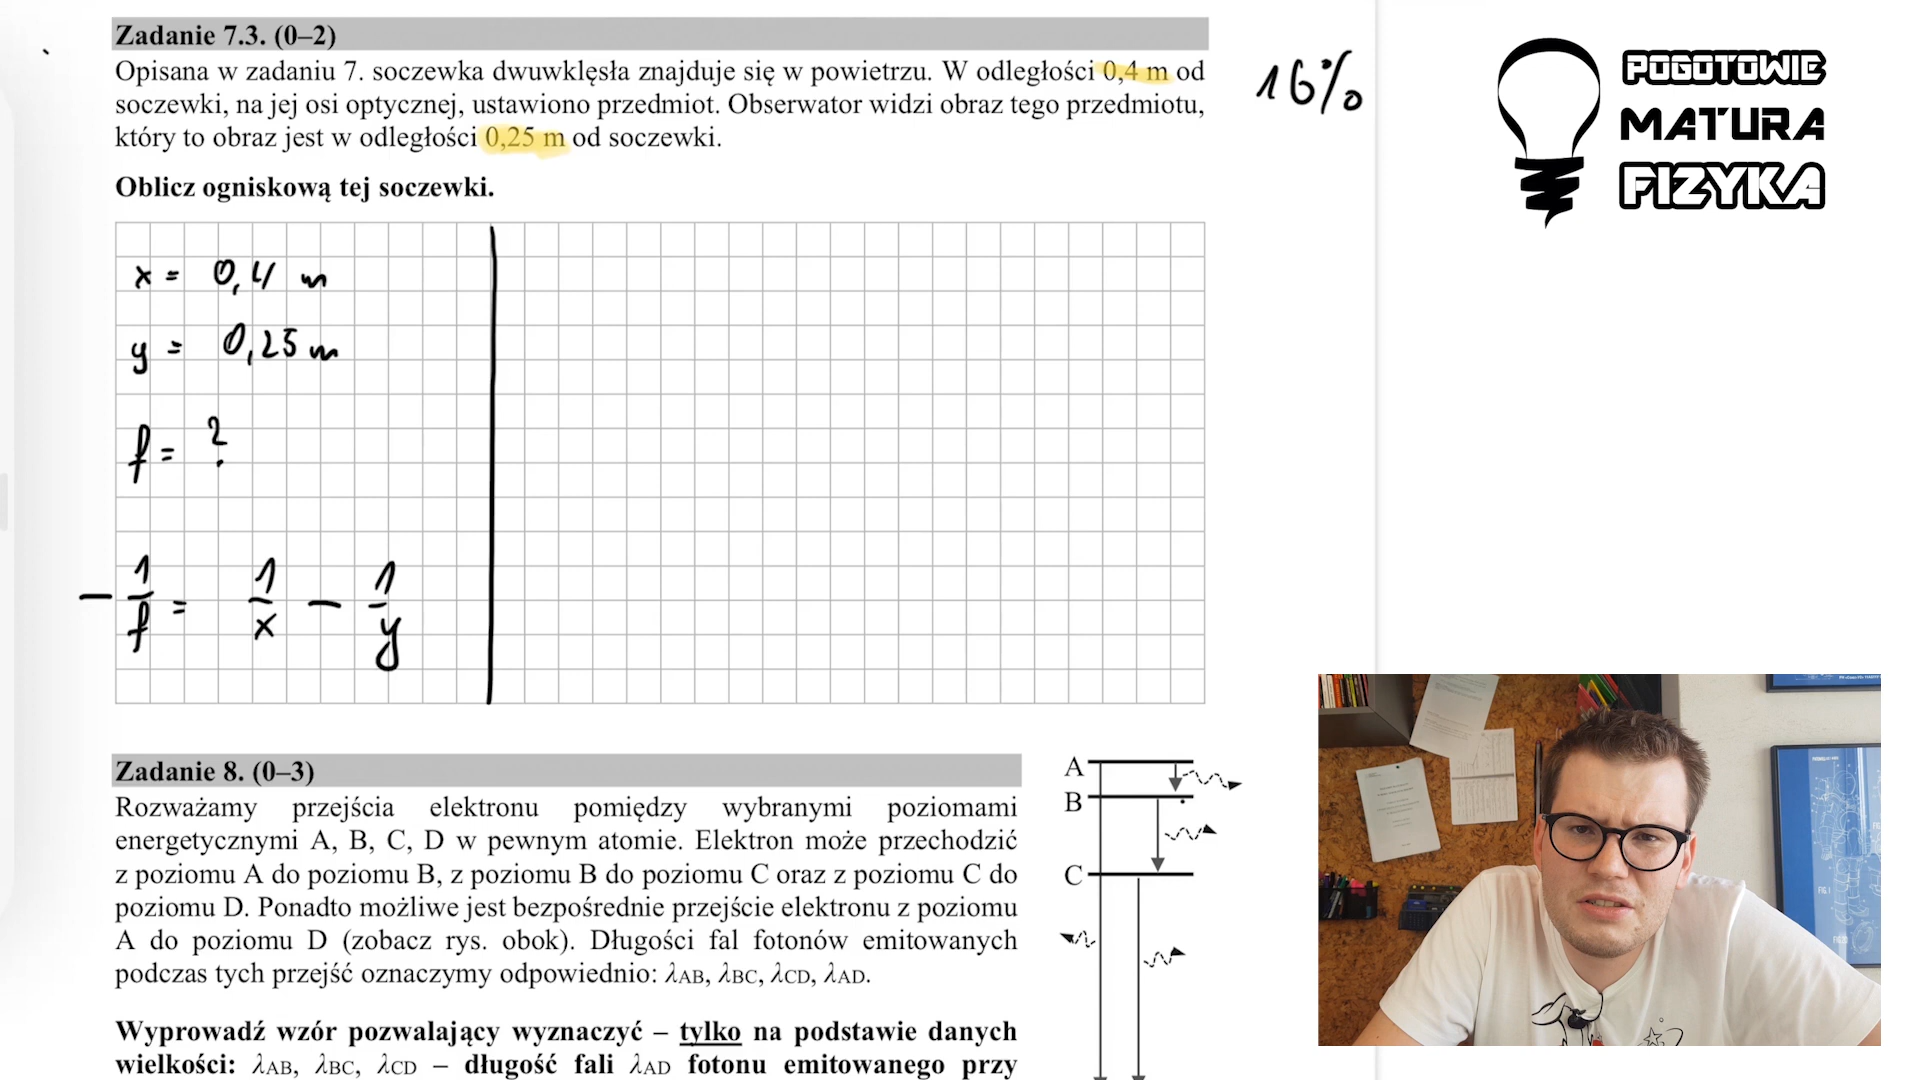 Zadanie 7.3. (0–2)
Opisana w zadaniu 7. soczewka dwuwklęsła znajduje się w powietrzu. W odległości 0,4 m od
soczewki, na jej osi optycznej, ustawiono przedmiot. Obserwator widzi obraz tego przedmiotu,
który to obraz jest w odległości 0,25 m od soczewki.
Oblicz ogniskową tej soczewki.
16%
POGOTOWIE
MATURA
FIZYKA
x = 0,4 m
y = 0,25 m
f = ?
- 1/f = 1/x - 1/y
Zadanie 8. (0–3)
Rozważamy przejścia elektronu pomiędzy wybranymi poziomami
energetycznymi A, B, C, D w pewnym atomie. Elektron może przechodzić
z poziomu A do poziomu B, z poziomu B do poziomu C oraz z poziomu C do
poziomu D. Ponadto możliwe jest bezpośrednie przejście elektronu z poziomu
A do poziomu D (zobacz rys. obok). Długości fal fotonów emitowanych
podczas tych przejść oznaczymy odpowiednio: λAB, λBC, λCD, λAD.
Wyprowadź wzór pozwalający wyznaczyć – tylko na podstawie danych
wielkości: λAB, λBC, λCD – długość fali λAD fotonu emitowanego przy
A
B
C